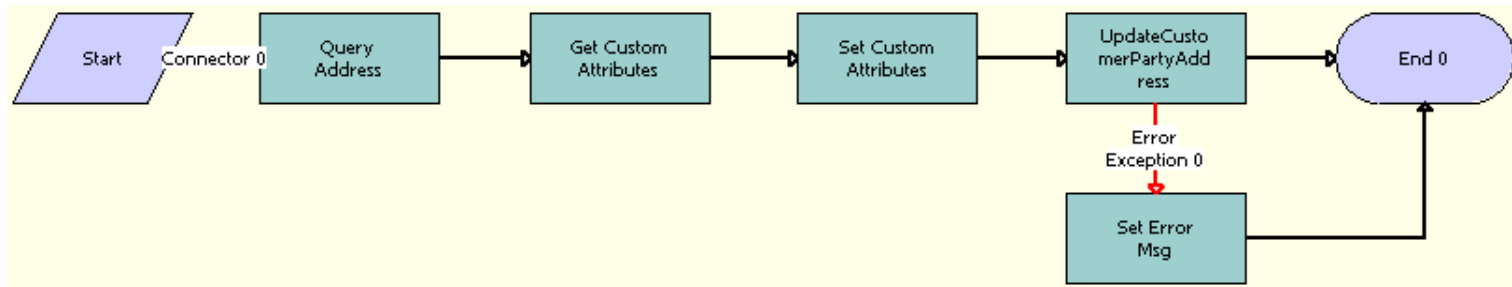 Start
Connector 0
Query
Address
Get Custom
Attributes
Set Custom
Attributes
UpdateCusto
merPartyAdd
ress
End 0
Error
Exception 0
Set Error
Msg